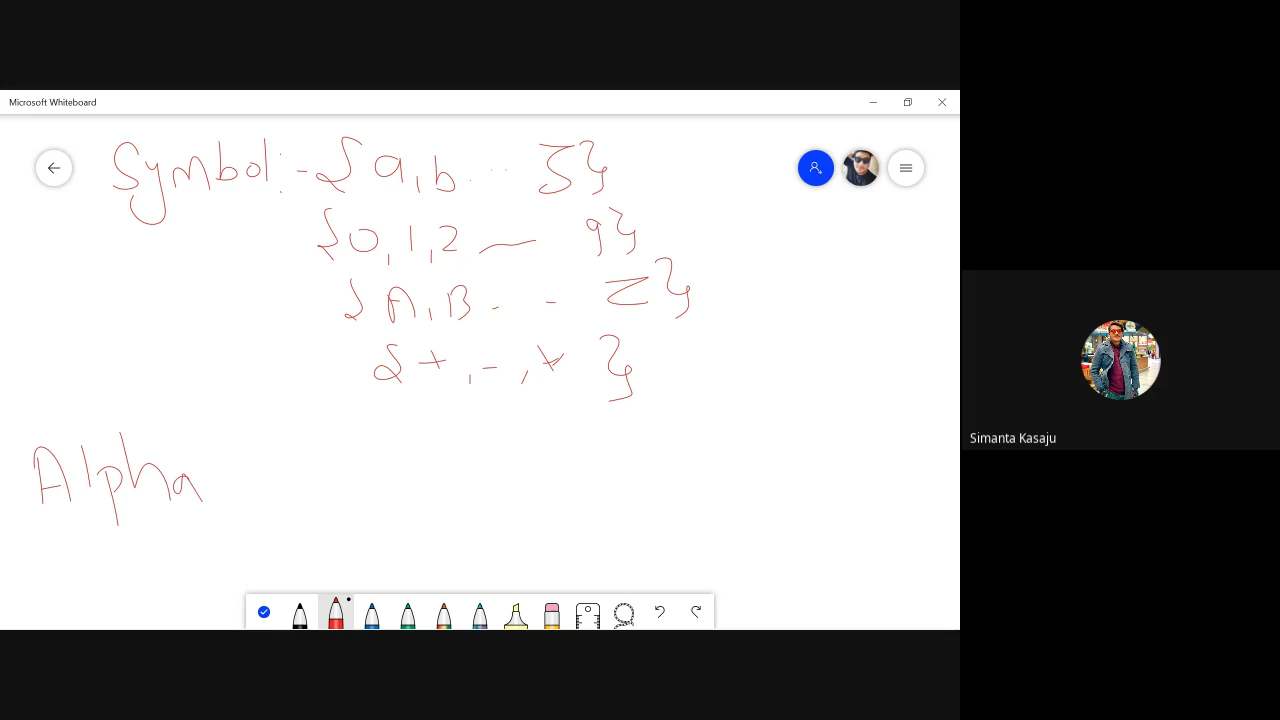 Microsoft Whiteboard
Symbol:- {a,b... z}
{0,1,2 — 9}
{A,B. - z}
{+,-,*}
Alpha
Simanta Kasaju